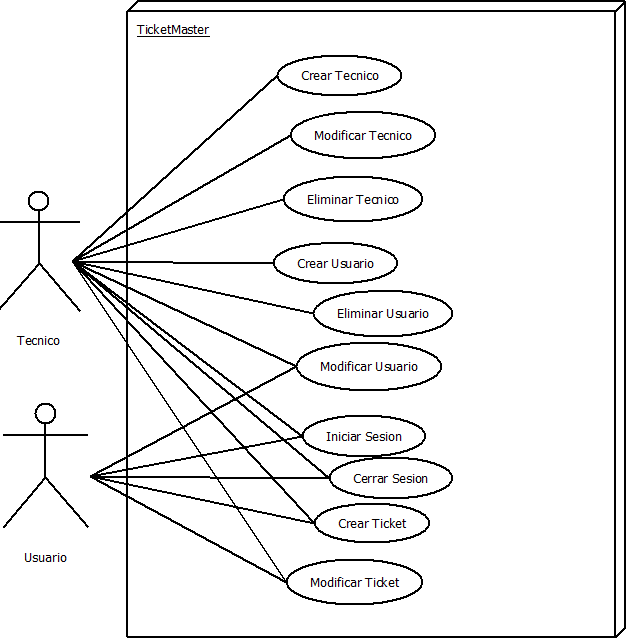 TicketMaster
Crear Tecnico
Modificar Tecnico
Eliminar Tecnico
Crear Usuario
Eliminar Usuario
Tecnico
Modificar Usuario
Iniciar Sesion
Cerrar Sesion
Crear Ticket
Usuario
Modificar Ticket